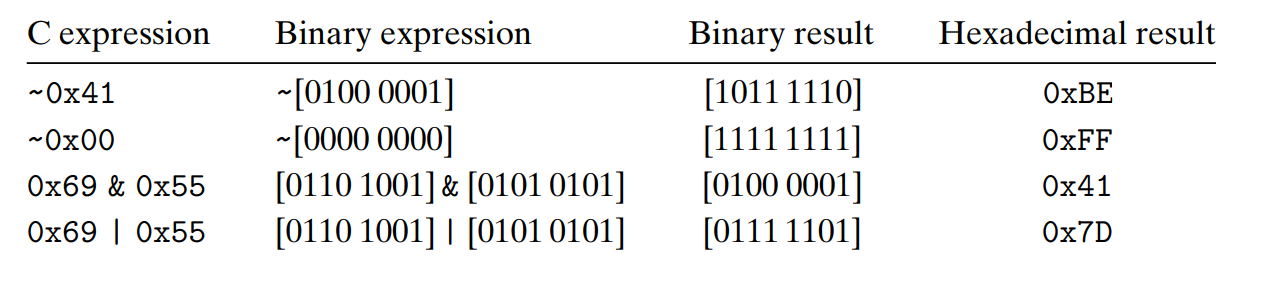 C expression Binary expression Binary result Hexadecimal result
~0x41 ~[0100 0001] [1011 1110] 0xBE
~0x00 ~[0000 0000] [1111 1111] 0xFF
0x69 & 0x55 [0110 1001] & [0101 0101] [0100 0001] 0x41
0x69 | 0x55 [0110 1001] | [0101 0101] [0111 1101] 0x7D